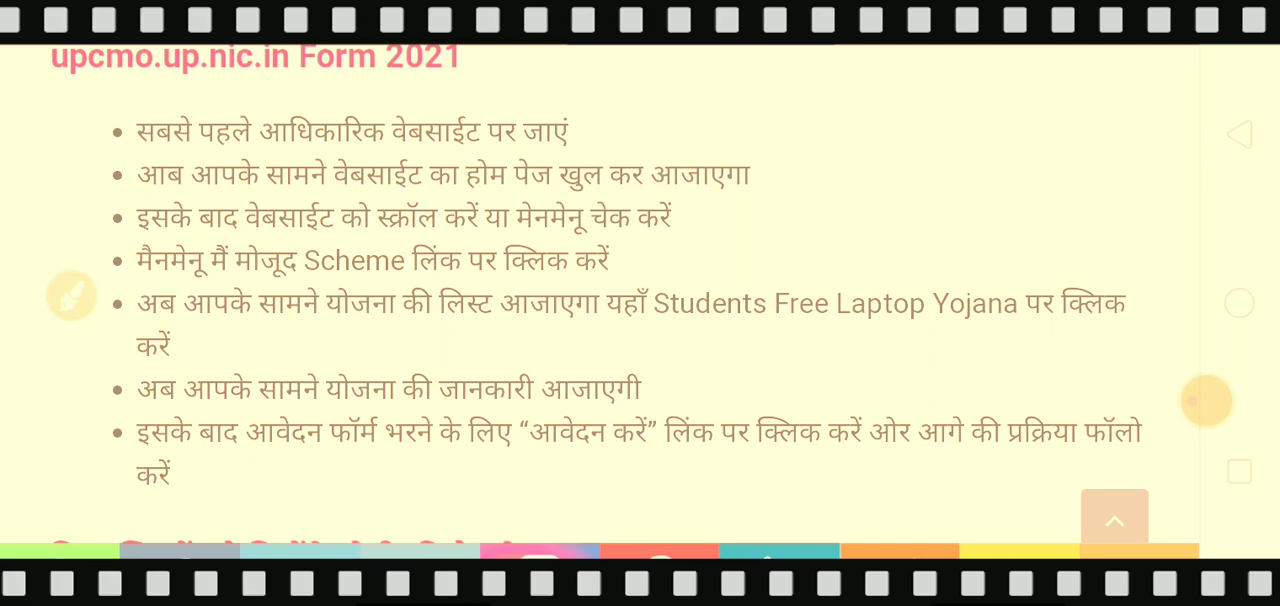 upcmo.up.nic.in Form 2021
सबसे पहले आधिकारिक वेबसाईट पर जाएं
आब आपके सामने वेबसाईट का होम पेज खुल कर आजाएगा
इसके बाद वेबसाईट को स्क्रॉल करें या मेनमेनू चेक करें
मैनमेनू मैं मोजूद Scheme लिंक पर क्लिक करें
अब आपके सामने योजना की लिस्ट आजाएगा यहाँ Students Free Laptop Yojana पर क्लिक
करें
अब आपके सामने योजना की जानकारी आजाएगी
इसके बाद आवेदन फॉर्म भरने के लिए “आवेदन करें” लिंक पर क्लिक करें ओर आगे की प्रक्रिया फॉलो
करें